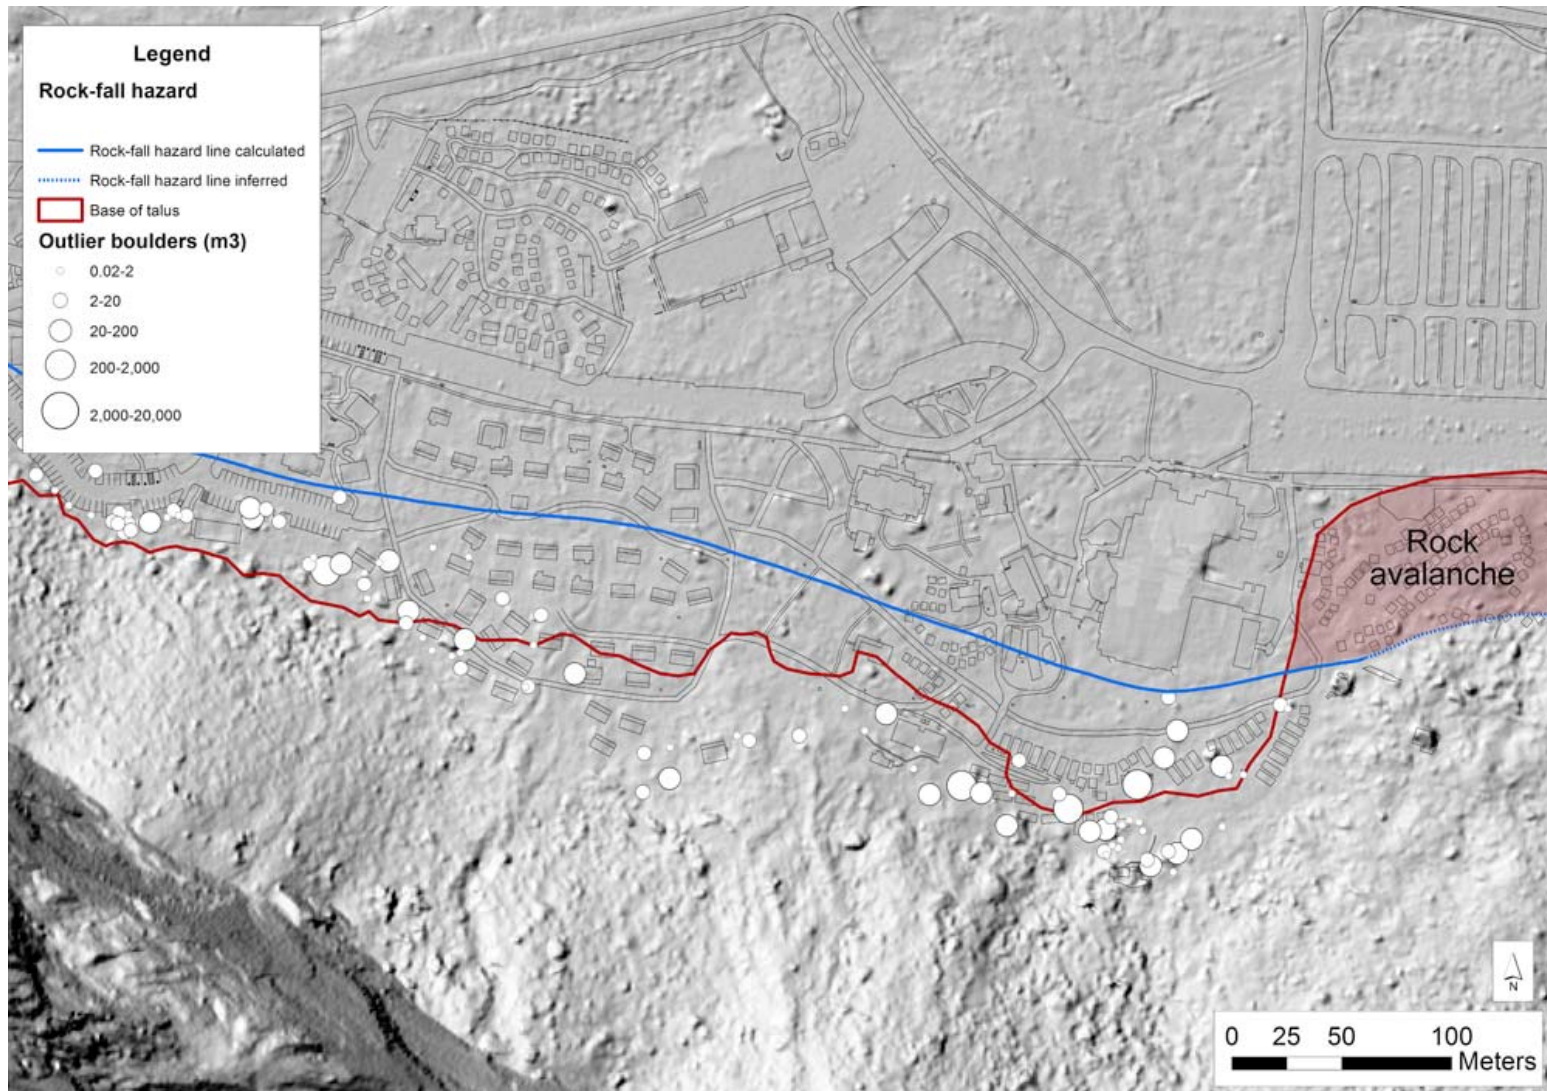 Legend
Rock-fall hazard
Rock-fall hazard line calculated
Rock-fall hazard line inferred
Base of talus
Outlier boulders (m3)
0.02-2
2-20
20-200
200-2,000
2,000-20,000
Rock
avalanche
N
0 25 50 100
Meters